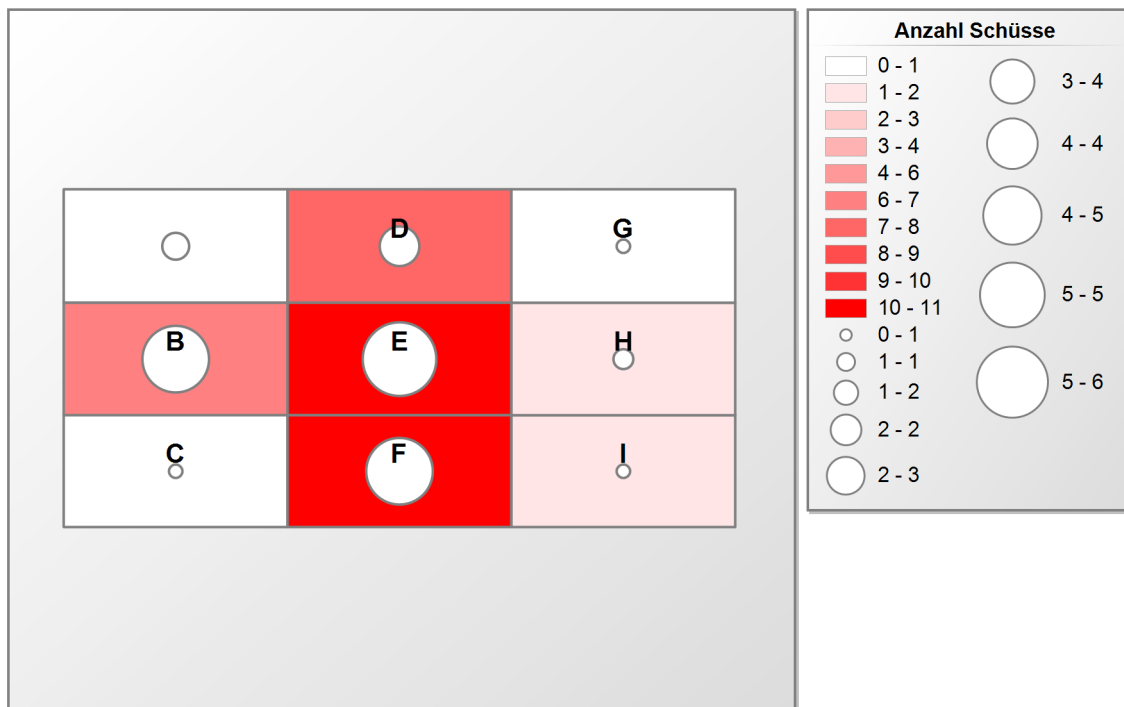 D
G
B
E
H
C
F
I
Anzahl Schüsse
0 - 1
1 - 2
2 - 3
3 - 4
4 - 6
6 - 7
7 - 8
8 - 9
9 - 10
10 - 11
0 - 1
1 - 1
1 - 2
2 - 2
2 - 3
3 - 4
4 - 4
4 - 5
5 - 5
5 - 6